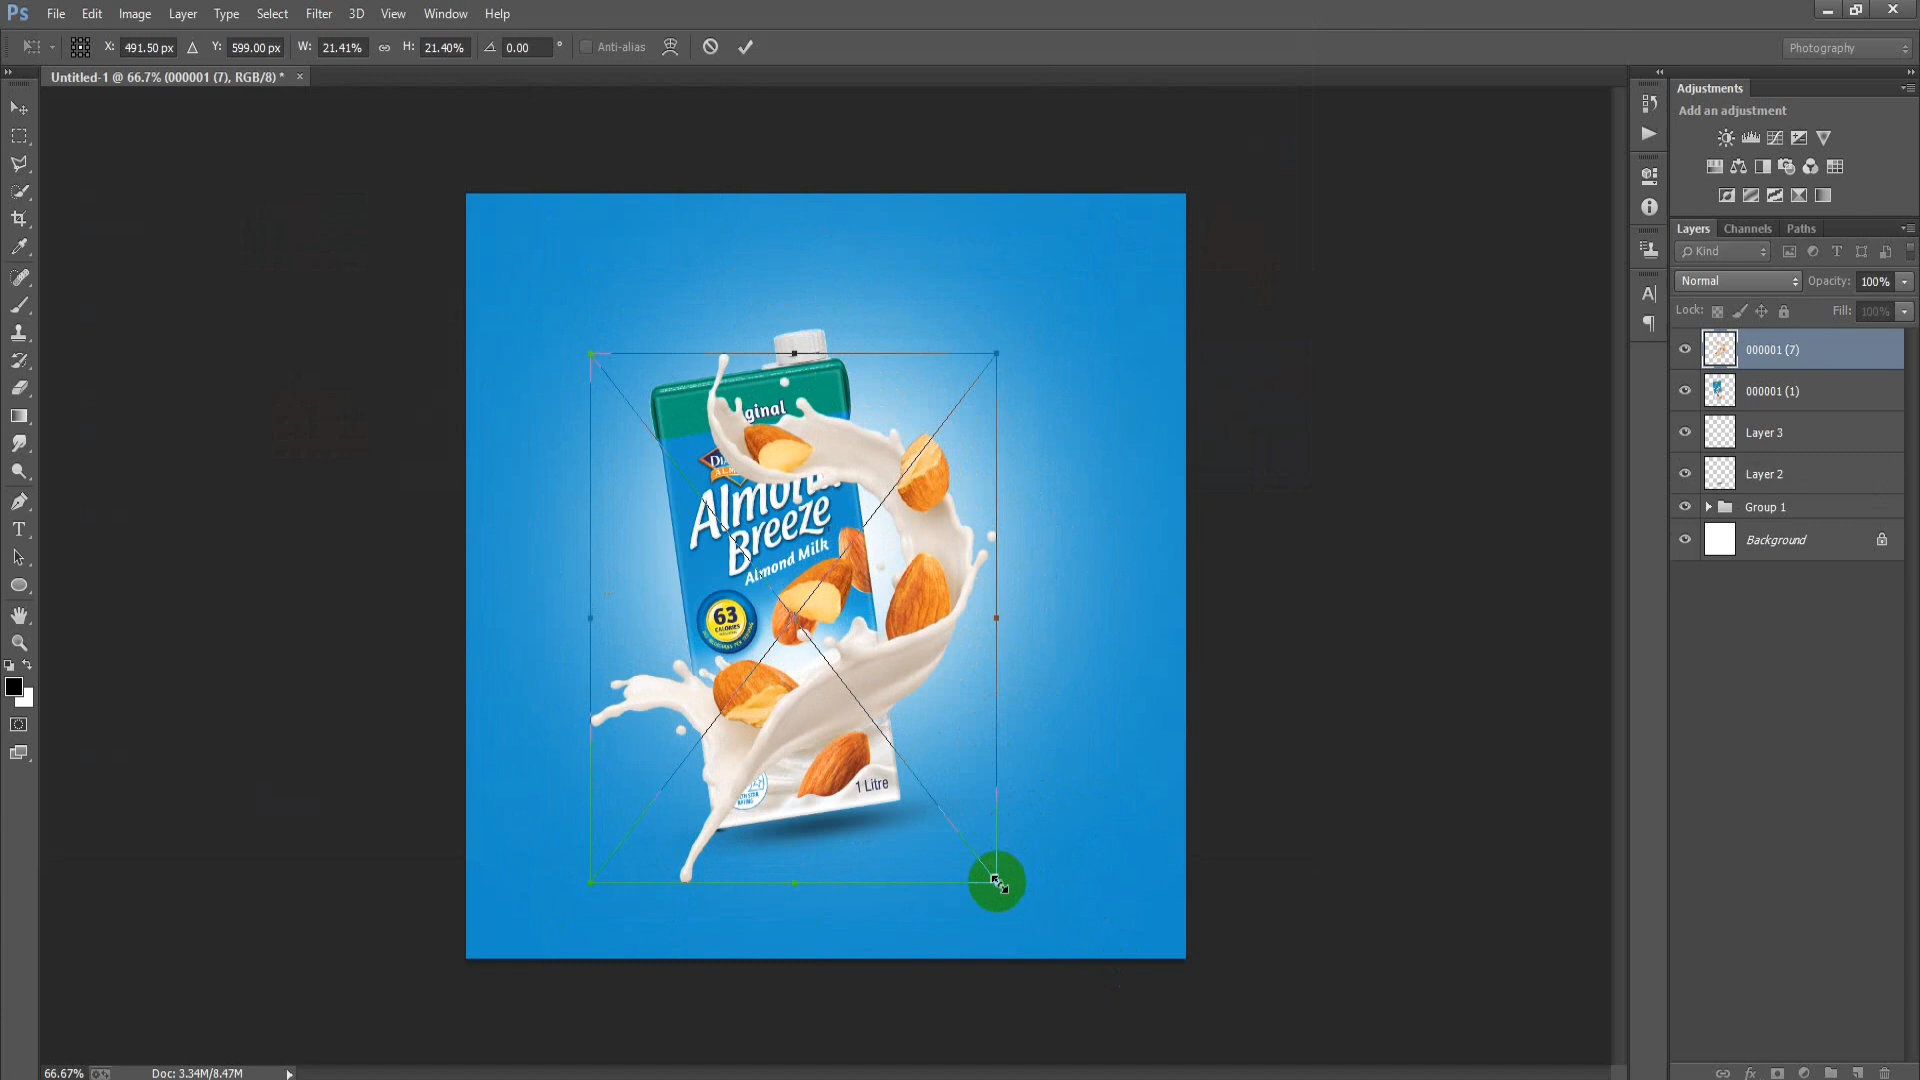 Ps File Edit Image Layer Type Select Filter 3D View Window Help
X: 491.50 px Y: 599.00 px W: 21.41% H: 21.40% 0.00 ° Anti-alias Photography
Untitled-1 @ 66.7% (000001 (7), RGB/8) * ×
Adjustments
Add an adjustment
Layers Channels Paths
Kind
Normal Opacity: 100%
Lock: Fill: 100%
000001 (7)
000001 (1)
Layer 3
Layer 2
Group 1
Background
ginal
Almond
Breeze
Almond Milk
63
CALORIES
RATING
1 Litre
66.67% Doc: 3.34M/8.47M